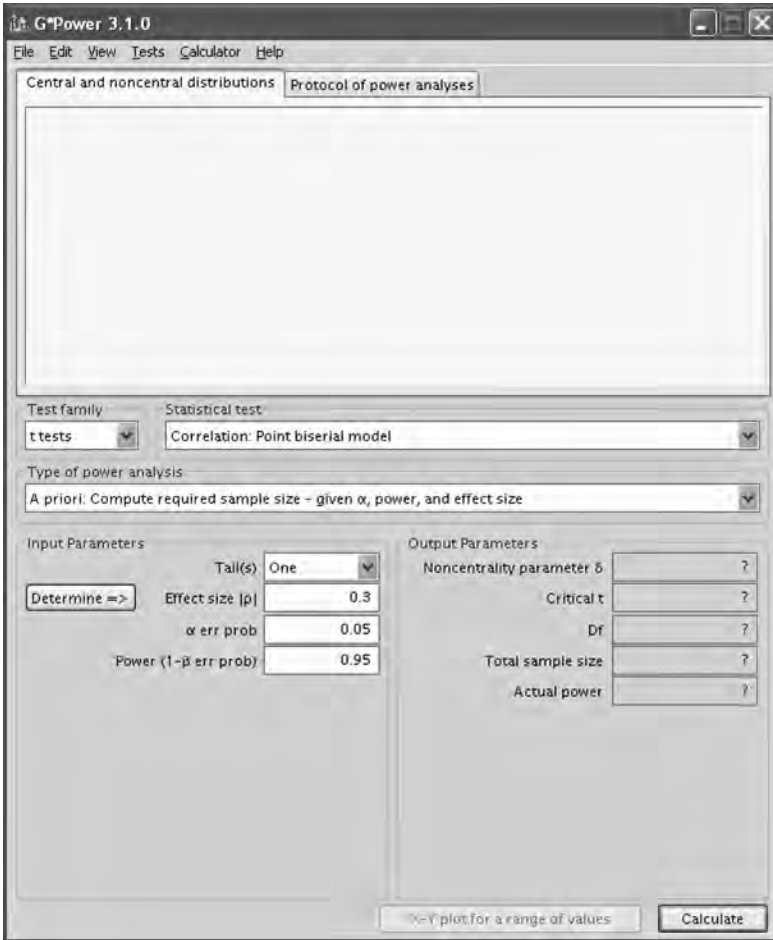 G*Power 3.1.0
File Edit View Tests Calculator Help
Central and noncentral distributions Protocol of power analyses
Test family Statistical test
t tests Correlation: Point biserial model
Type of power analysis
A priori: Compute required sample size – given α, power, and effect size
Input Parameters Output Parameters
Tail(s) One Noncentrality parameter δ ?
Determine => Effect size |ρ| 0.3 Critical t ?
α err prob 0.05 Df ?
Power (1-β err prob) 0.95 Total sample size ?
Actual power ?
X-Y plot for a range of values Calculate